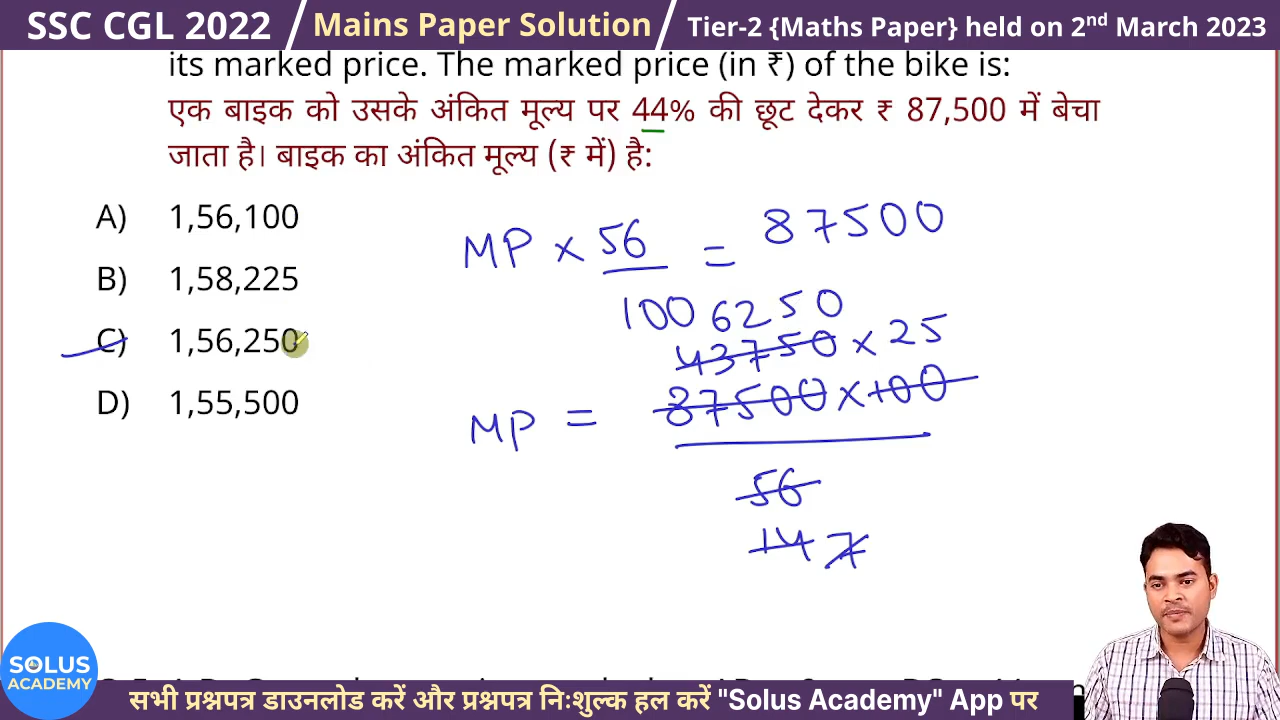 SSC CGL 2022 Mains Paper Solution Tier-2 {Maths Paper} held on 2nd March 2023
its marked price. The marked price (in ₹) of the bike is:
एक बाइक को उसके अंकित मूल्य पर 44% की छूट देकर ₹ 87,500 में बेचा
जाता है। बाइक का अंकित मूल्य (₹ में) है:
A) 1,56,100
B) 1,58,225
C) 1,56,250
D) 1,55,500
MP × 56 = 87500
100
6250
43750 × 25
MP = 87500 × 100
56
14 7
SOLUS
ACADEMY
सभी प्रश्नपत्र डाउनलोड करें और प्रश्नपत्र निःशुल्क हल करें "Solus Academy" App पर